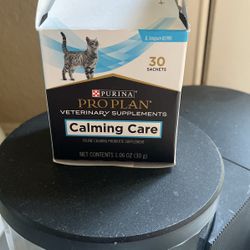 30
SACHETS
PURINA
PRO PLAN
VETERINARY SUPPLEMENTS
Calming Care
FELINE CALMING PROBIOTIC SUPPLEMENT
NET CONTENTS 1.06 OZ (30 g)